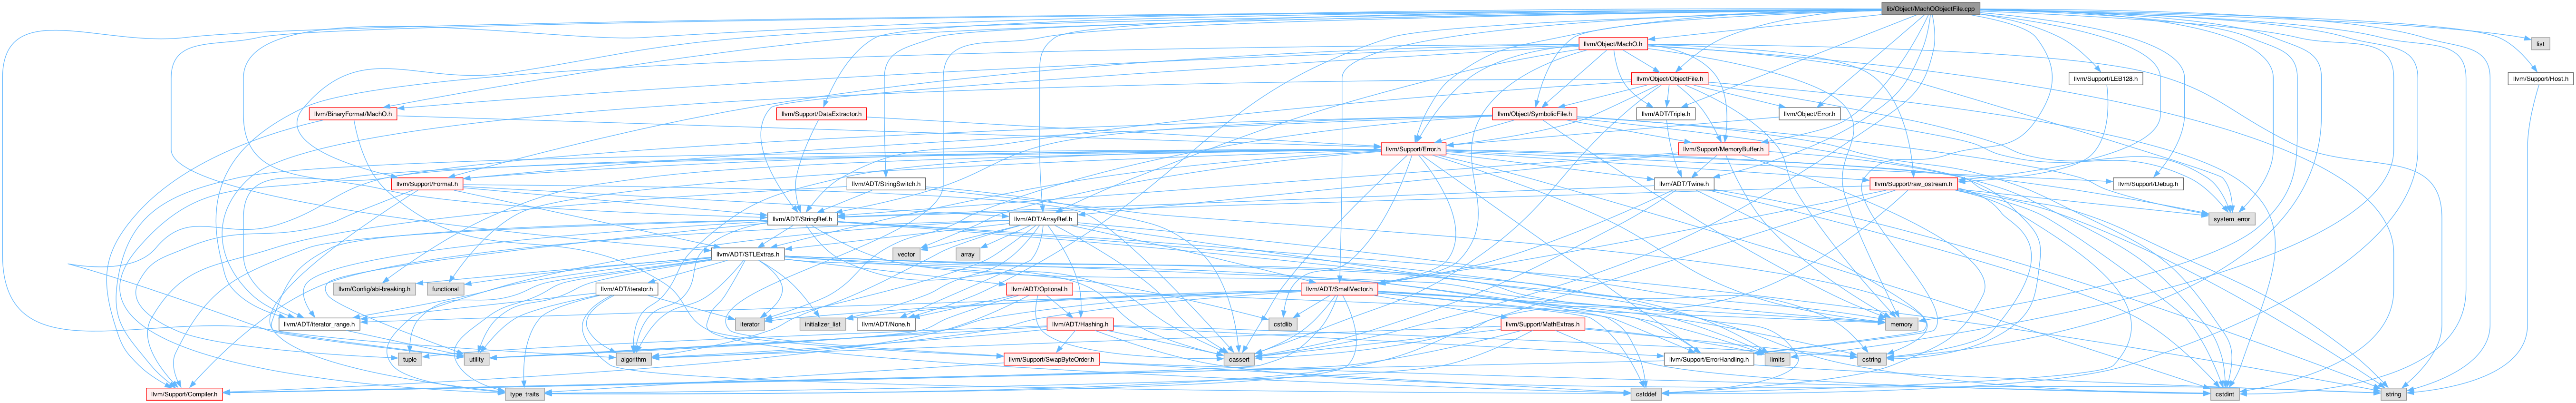 lib/Object/MachOObjectFile.cpp
llvm/Object/MachO.h
list
llvm/Object/ObjectFile.h
llvm/Support/LEB128.h
llvm/Support/Host.h
llvm/BinaryFormat/MachO.h
llvm/Support/DataExtractor.h
llvm/Object/SymbolicFile.h
llvm/ADT/Triple.h
llvm/Object/Error.h
llvm/Support/Error.h
llvm/Support/MemoryBuffer.h
llvm/Support/Format.h
llvm/ADT/StringSwitch.h
llvm/ADT/Twine.h
llvm/Support/raw_ostream.h
llvm/Support/Debug.h
llvm/ADT/StringRef.h
llvm/ADT/ArrayRef.h
system_error
llvm/ADT/STLExtras.h
vector
array
llvm/Config/abi-breaking.h
functional
llvm/ADT/iterator.h
llvm/ADT/Optional.h
llvm/ADT/SmallVector.h
llvm/ADT/iterator_range.h
iterator
initializer_list
llvm/ADT/None.h
llvm/ADT/Hashing.h
cstdlib
llvm/Support/MathExtras.h
memory
tuple
utility
algorithm
llvm/Support/SwapByteOrder.h
cassert
llvm/Support/ErrorHandling.h
limits
cstring
llvm/Support/Compiler.h
type_traits
cstddef
cstdint
string